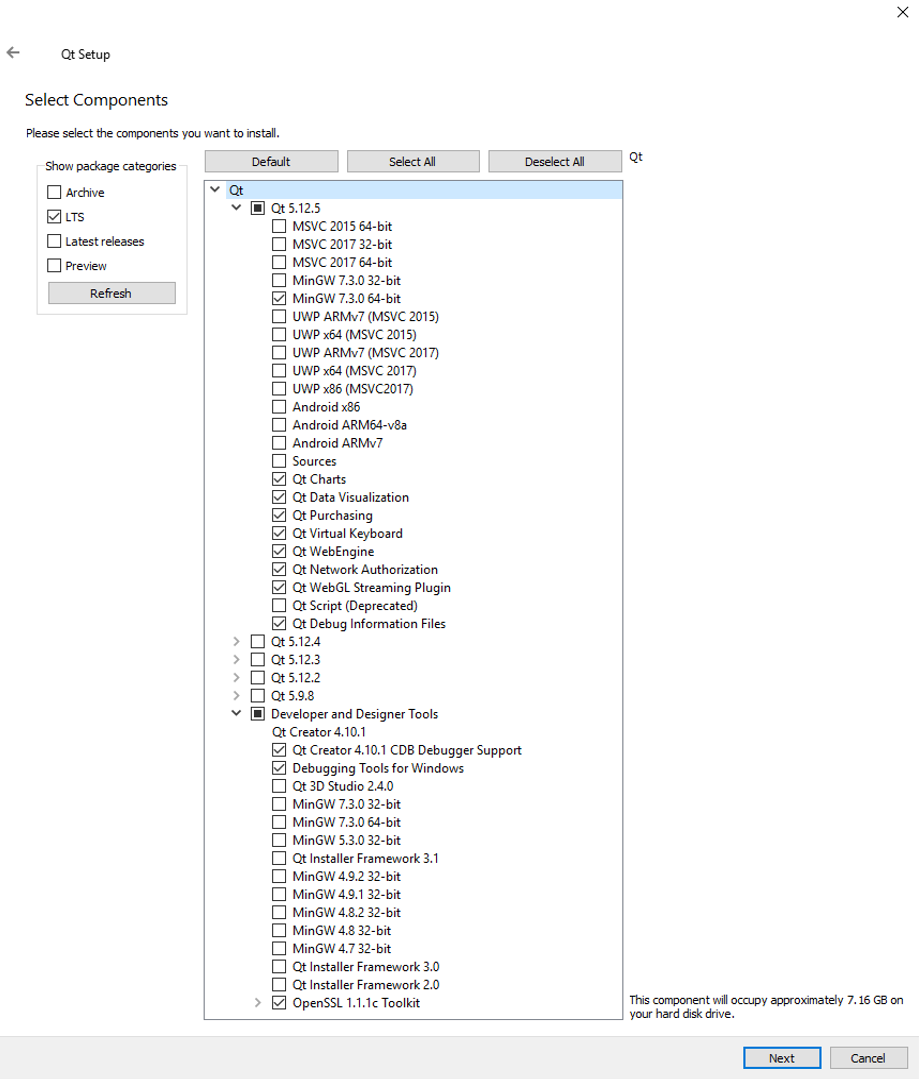 Qt Setup
Select Components
Please select the components you want to install.
Show package categories
Archive
LTS
Latest releases
Preview
Refresh
Default
Select All
Deselect All
Qt
Qt
Qt 5.12.5
MSVC 2015 64-bit
MSVC 2017 32-bit
MSVC 2017 64-bit
MinGW 7.3.0 32-bit
MinGW 7.3.0 64-bit
UWP ARMv7 (MSVC 2015)
UWP x64 (MSVC 2015)
UWP ARMv7 (MSVC 2017)
UWP x64 (MSVC 2017)
UWP x86 (MSVC2017)
Android x86
Android ARM64-v8a
Android ARMv7
Sources
Qt Charts
Qt Data Visualization
Qt Purchasing
Qt Virtual Keyboard
Qt WebEngine
Qt Network Authorization
Qt WebGL Streaming Plugin
Qt Script (Deprecated)
Qt Debug Information Files
Qt 5.12.4
Qt 5.12.3
Qt 5.12.2
Qt 5.9.8
Developer and Designer Tools
Qt Creator 4.10.1
Qt Creator 4.10.1 CDB Debugger Support
Debugging Tools for Windows
Qt 3D Studio 2.4.0
MinGW 7.3.0 32-bit
MinGW 7.3.0 64-bit
MinGW 5.3.0 32-bit
Qt Installer Framework 3.1
MinGW 4.9.2 32-bit
MinGW 4.9.1 32-bit
MinGW 4.8.2 32-bit
MinGW 4.8 32-bit
MinGW 4.7 32-bit
Qt Installer Framework 3.0
Qt Installer Framework 2.0
OpenSSL 1.1.1c Toolkit
This component will occupy approximately 7.16 GB on
your hard disk drive.
Next
Cancel